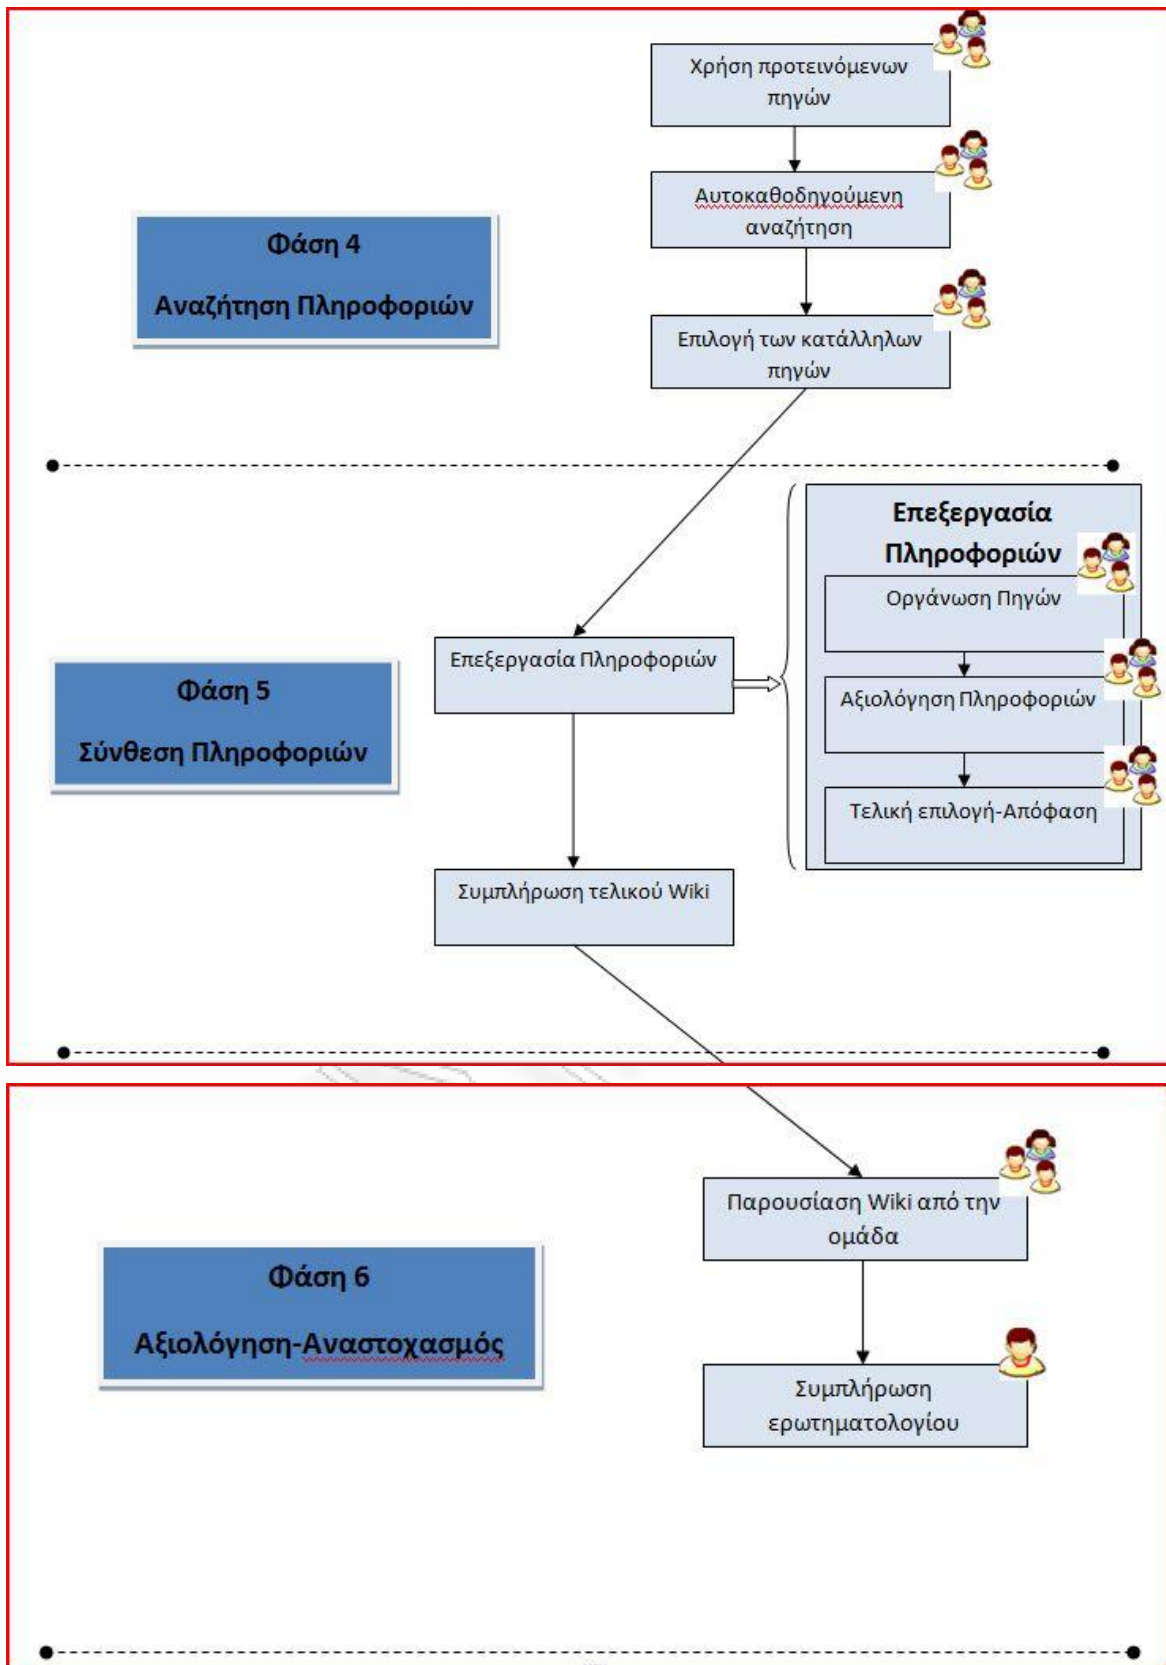 Χρήση προτεινόμενων
πηγών
Αυτοκαθοδηγούμενη
αναζήτηση
Φάση 4
Αναζήτηση Πληροφοριών
Επιλογή των κατάλληλων
πηγών
Επεξεργασία
Πληροφοριών
Οργάνωση Πηγών
Επεξεργασία Πληροφοριών
Φάση 5
Σύνθεση Πληροφοριών
Αξιολόγηση Πληροφοριών
Τελική επιλογή-Απόφαση
Συμπλήρωση τελικού Wiki
Παρουσίαση Wiki από την
ομάδα
Φάση 6
Αξιολόγηση-Αναστοχασμός
Συμπλήρωση
ερωτηματολογίου